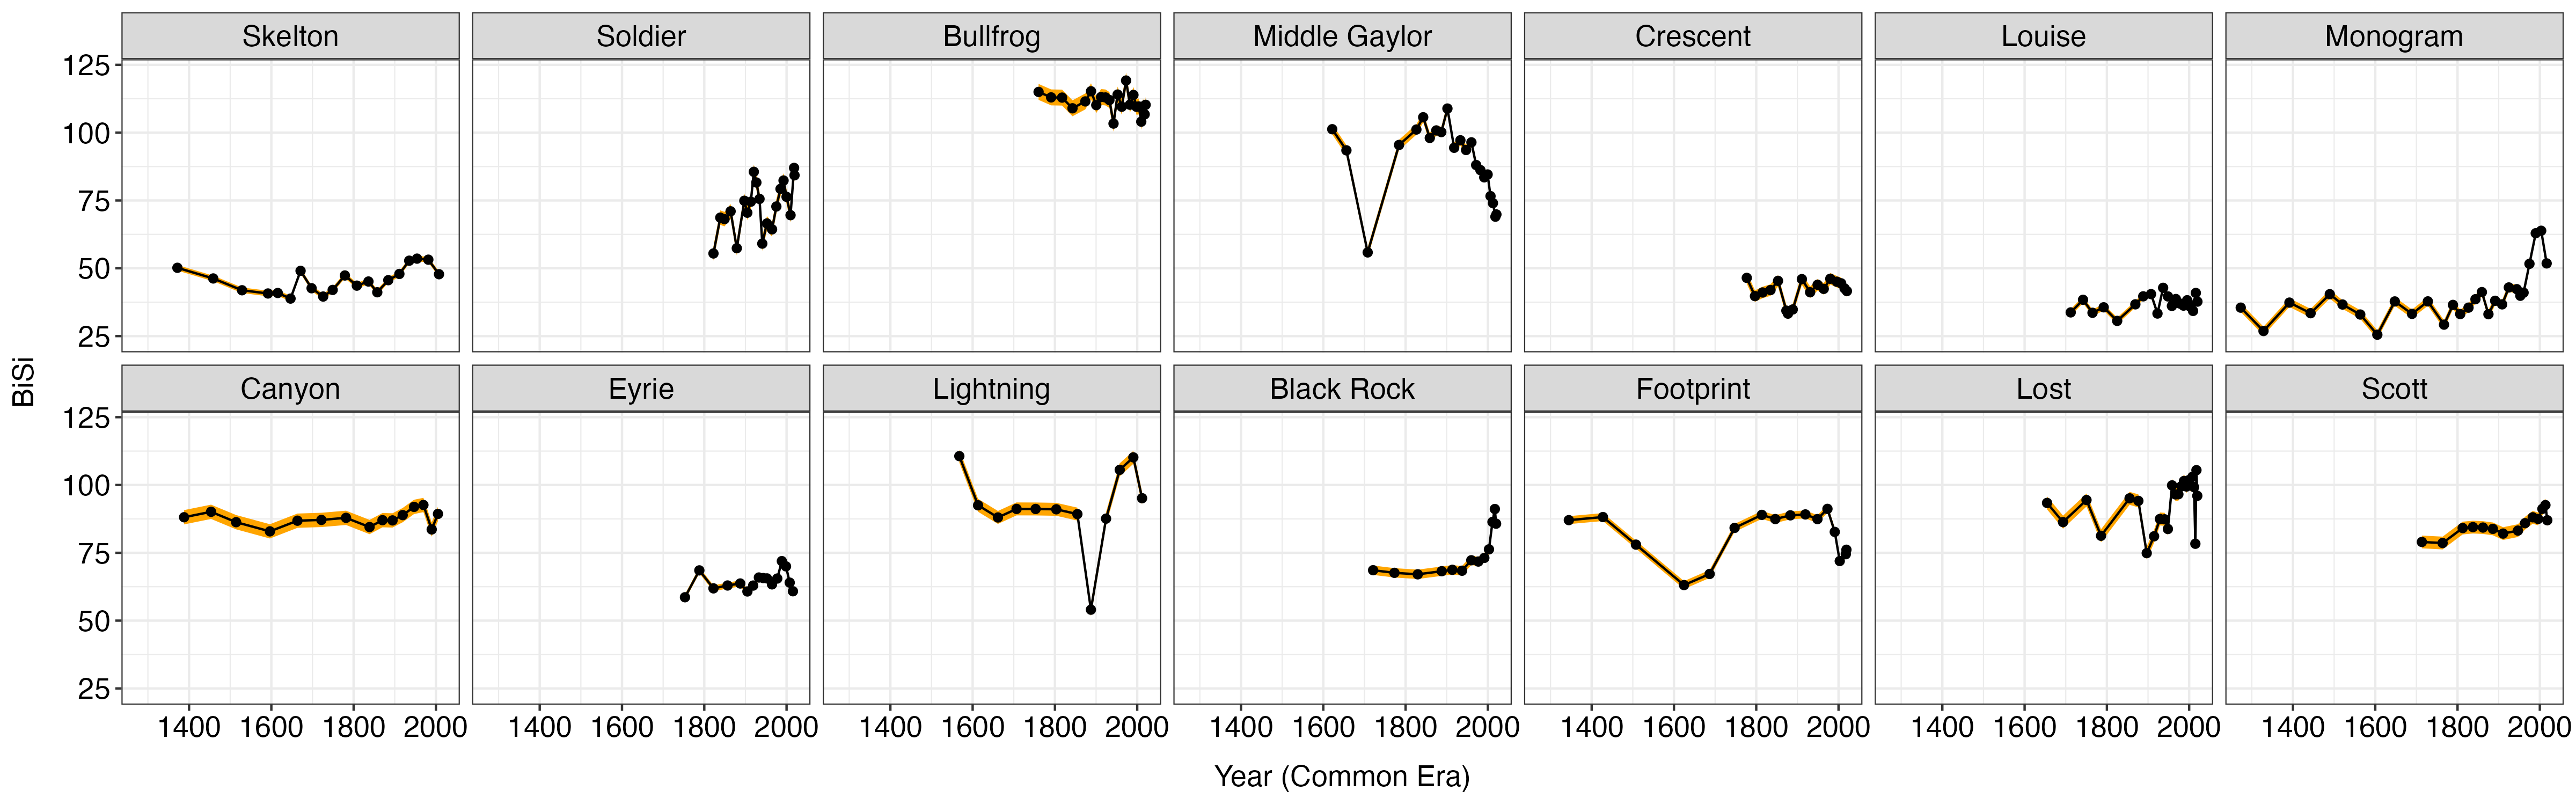 Skelton Soldier Bullfrog Middle Gaylor Crescent Louise Monogram
125
100
75
50
25
BiSi
Canyon Eyrie Lightning Black Rock Footprint Lost Scott
125
100
75
50
25
1400 1600 1800 2000 1400 1600 1800 2000 1400 1600 1800 2000 1400 1600 1800 2000 1400 1600 1800 2000 1400 1600 1800 2000 1400 1600 1800 2000
Year (Common Era)